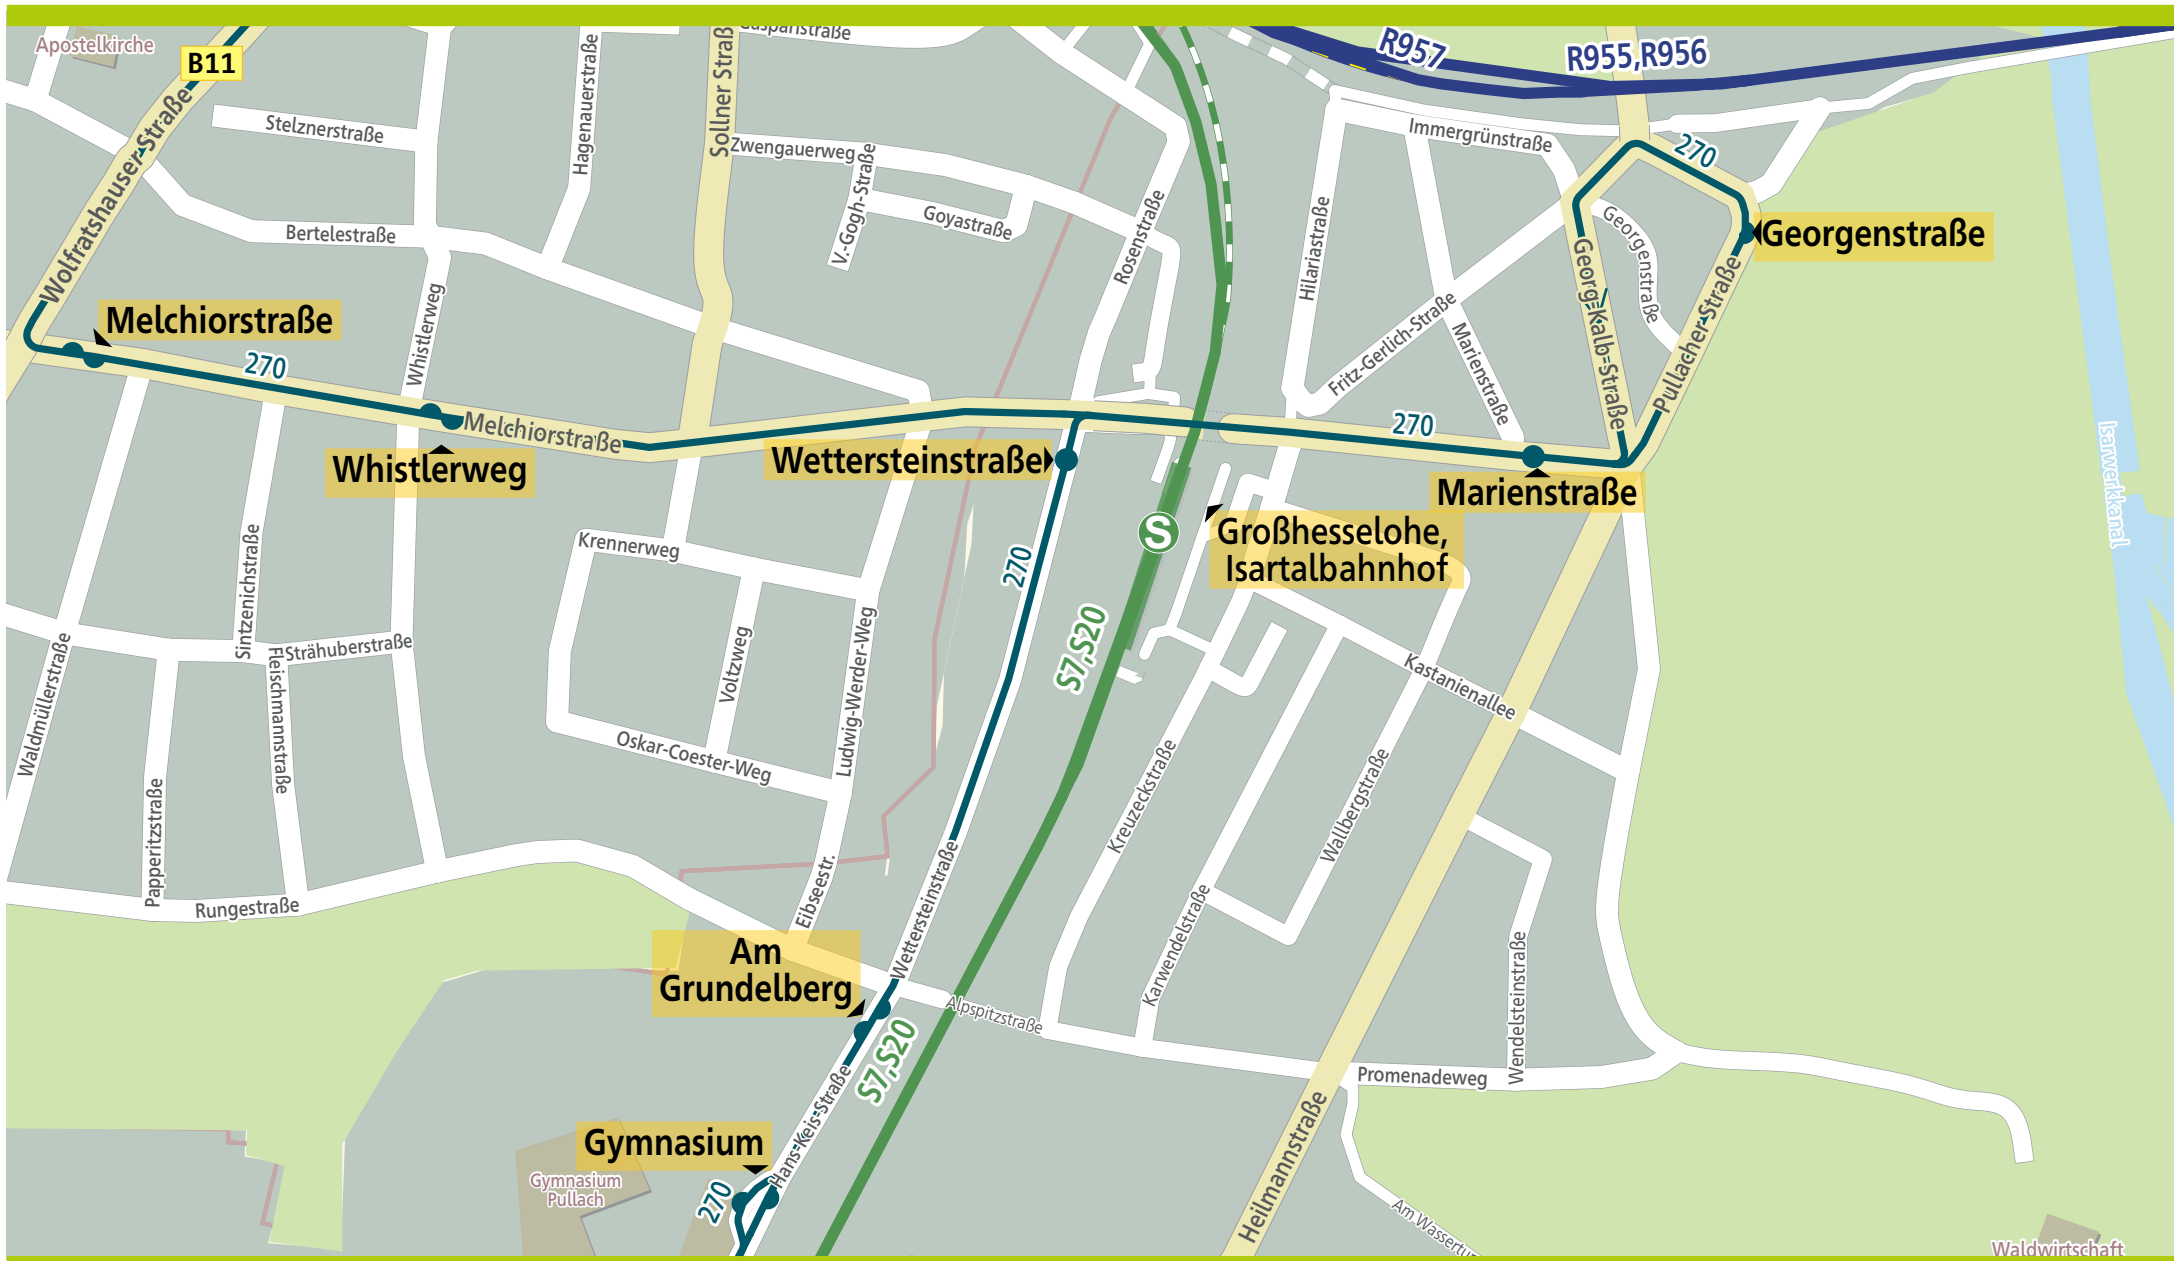 Apostelkirche
B11
Wolfratshauser Straße
Stelznerstraße
Hagenauerstraße
Sollner Straß
Casparistraße
Zwengauerweg
V.-Gogh-Straße
Goyastraße
Bertelestraße
Rosenstraße
Hilariastraße
R957
R955,R956
Immergrünstraße
270
Georgenstraße
Georgenstraße
Georg-Kalb-Straße
Pullacher Straße
Fritz-Gerlich-Straße
Marienstraße
Melchiorstraße
270
Whistlerweg
Melchiorstraße
Whistlerweg
Wettersteinstraße
270
Marienstraße
Isarwerkkanal
S
Großhesselohe,
Isartalbahnhof
Krennerweg
270
Sintzenichstraße
Strähuberstraße
Fleischmannstraße
Waldmüllerstraße
Papperitzstraße
Voltzweg
Ludwig-Werder-Weg
Oskar-Coester-Weg
S7,S20
Kastanienallee
Kreuzeckstraße
Wallbergstraße
Karwendelstraße
Rungestraße
Eibseestr.
Wettersteinstraße
Am
Grundelberg
Alpspitzstraße
S7,S20
Wendelsteinstraße
Promenadeweg
Hans-Keis-Straße
Gymnasium
Gymnasium
Pullach
270
Heilmannstraße
Am Wassertur
Waldwirtschaft